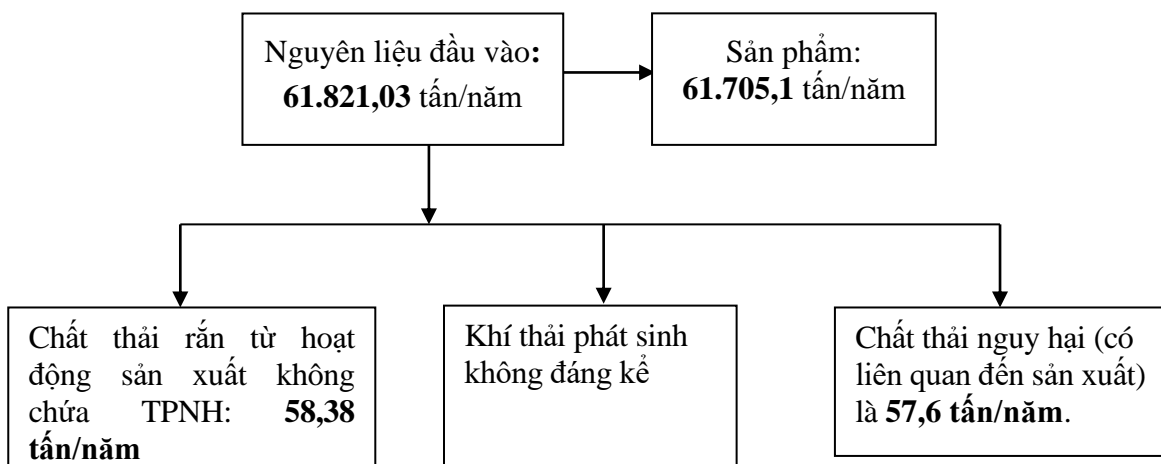 Nguyên liệu đầu vào:
61.821,03 tấn/năm
Sản phẩm:
61.705,1 tấn/năm
Chất thải rắn từ hoạt
động sản xuất không
chứa TPNH: 58,38
tấn/năm
Khí thải phát sinh
không đáng kể
Chất thải nguy hại (có
liên quan đến sản xuất)
là 57,6 tấn/năm.